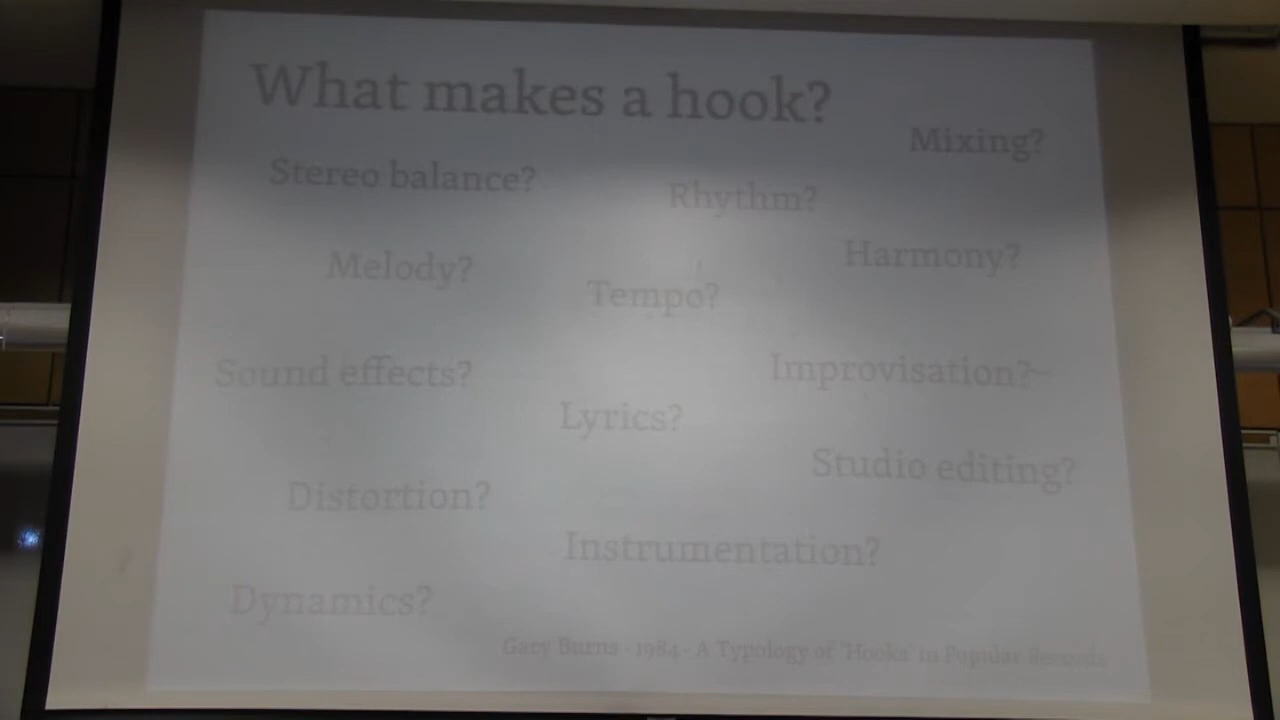 What makes a hook?
Mixing?
Stereo balance?
Rhythm?
Harmony?
Melody?
Tempo?
Sound effects?
Improvisation?~
Lyrics?
Studio editing?
Distortion?
Instrumentation?
Dynamics?
Gary Burns - 1984 - A Typology of 'Hooks' in Popular Records